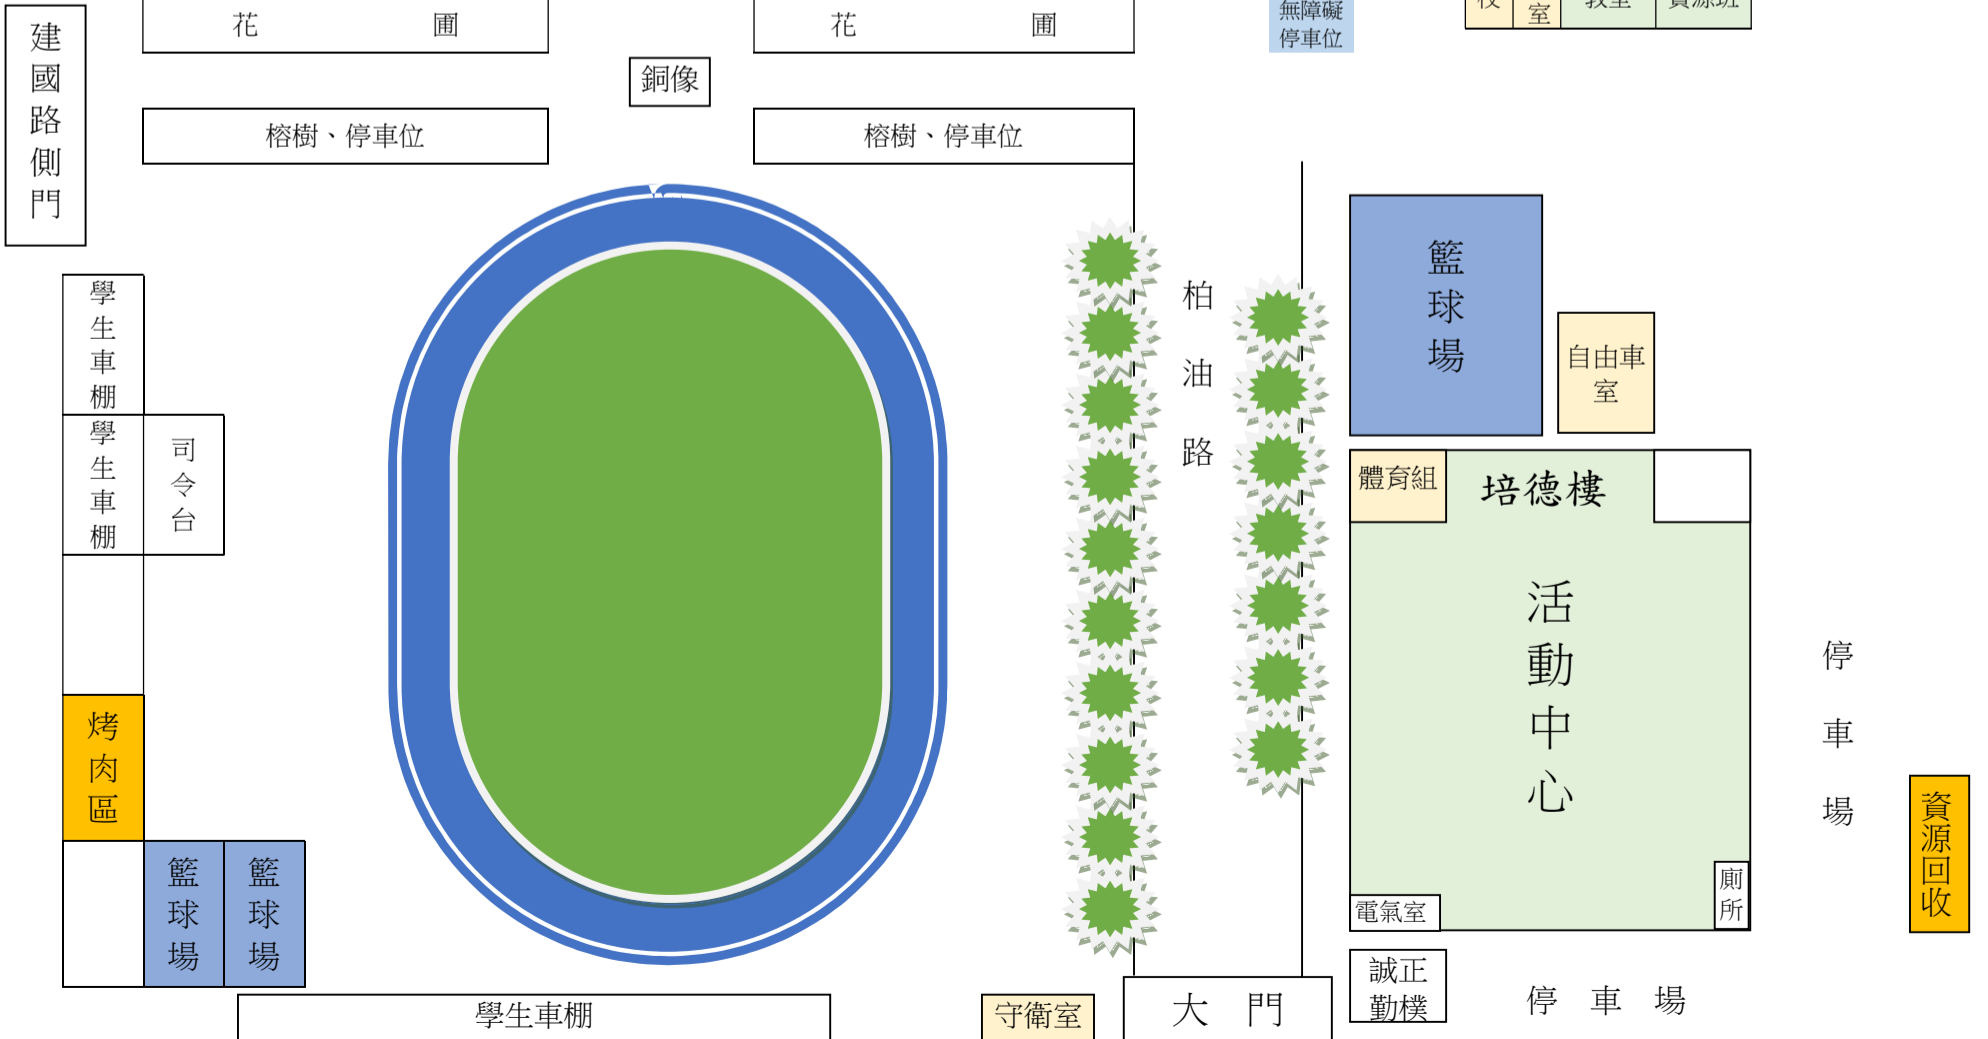 建國路側門
花 圃
花 圃
無障礙
停車位
室
教室
資源班
銅像
榕樹、停車位
榕樹、停車位
學生車棚
學生車棚
司令台
烤肉區
籃球場
籃球場
學生車棚
柏油路
籃球場
自由車
室
體育組
培德樓
活動中心
電氣室
廁所
停車場
資源回收
守衛室
大 門
誠正
勤樸
停 車 場